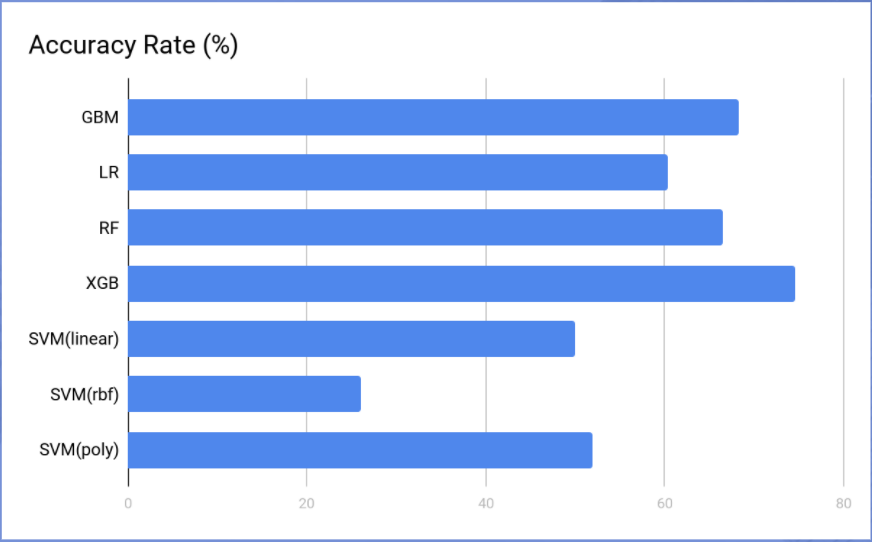 Accuracy Rate (%)
GBM
LR
RF
XGB
SVM(linear)
SVM(rbf)
SVM(poly)
0 20 40 60 80